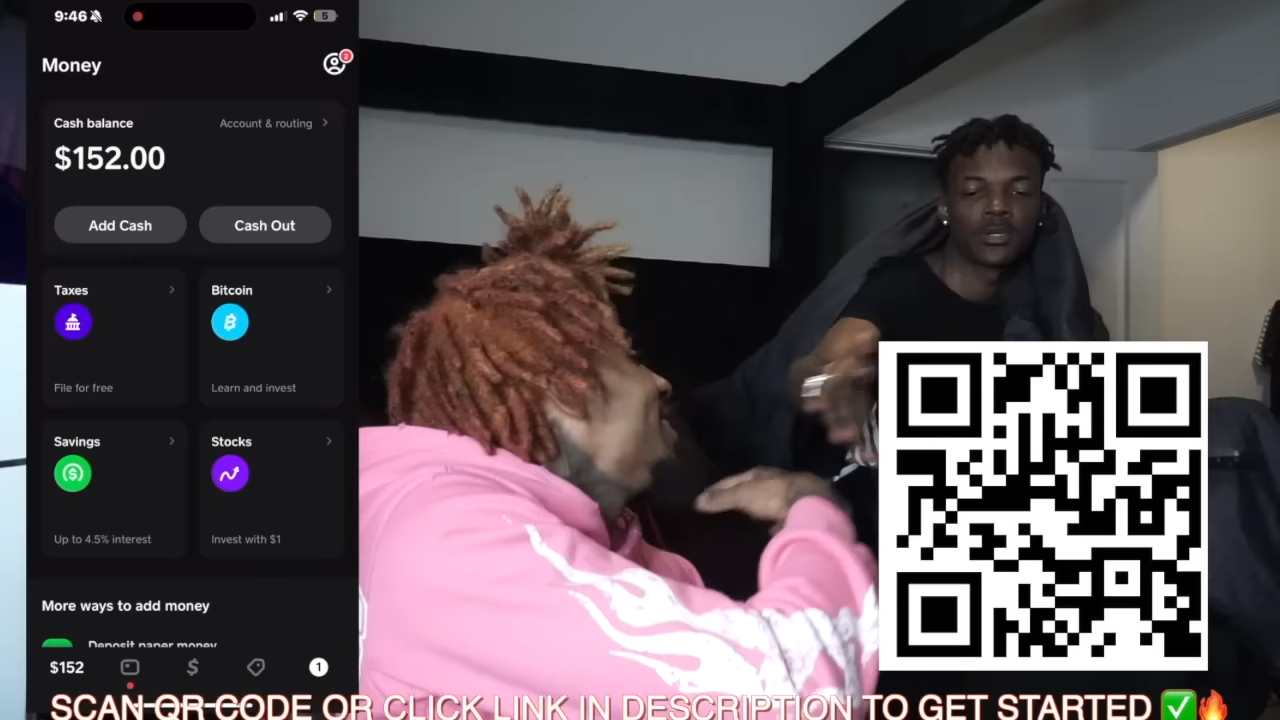 9:46
5
Money
2
Cash balance
Account & routing
$152.00
Add Cash
Cash Out
Taxes
Bitcoin
File for free
Learn and invest
Savings
Stocks
Up to 4.5% interest
Invest with $1
More ways to add money
Deposit paper money
$152
$
1
SCAN QR CODE OR CLICK LINK IN DESCRIPTION TO GET STARTED ✅🔥